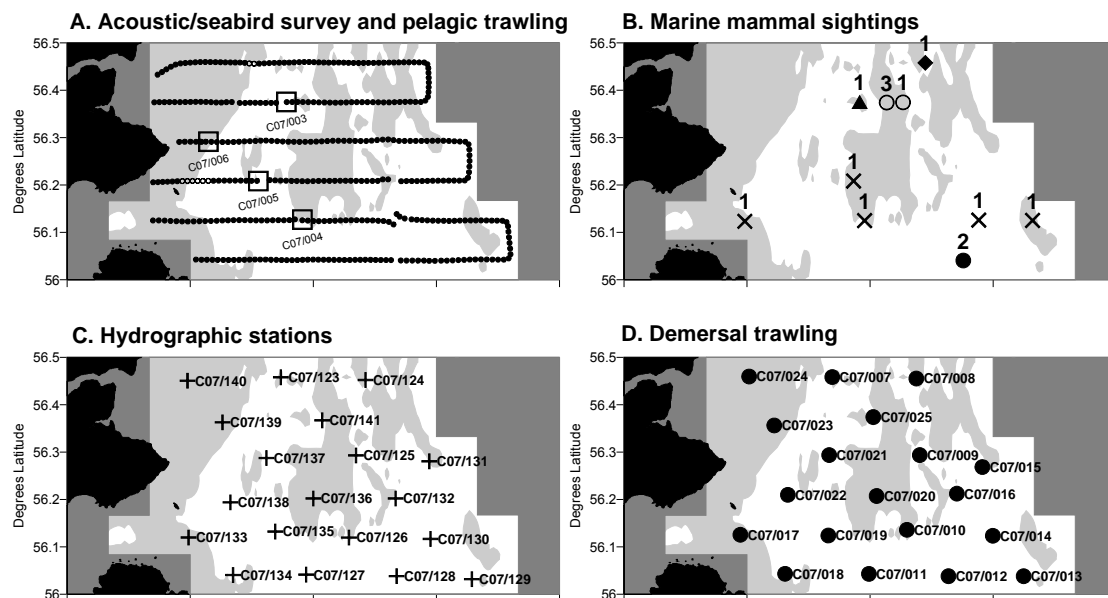 A. Acoustic/seabird survey and pelagic trawling
56.5
56.4
56.3
56.2
56.1
56
Degrees Latitude
C07/003
C07/006
C07/005
C07/004
B. Marine mammal sightings
56.5
56.4
56.3
56.2
56.1
56
Degrees Latitude
1
1 3 1
1
1 1 1 1
2
C. Hydrographic stations
56.5
56.4
56.3
56.2
56.1
56
Degrees Latitude
C07/140 C07/123 C07/124
C07/139 C07/141
C07/137 C07/125 C07/131
C07/138 C07/136 C07/132
C07/133 C07/135 C07/126 C07/130
C07/134 C07/127 C07/128 C07/129
D. Demersal trawling
56.5
56.4
56.3
56.2
56.1
56
Degrees Latitude
C07/024 C07/007 C07/008
C07/023 C07/025
C07/021 C07/009 C07/015
C07/022 C07/020 C07/016
C07/017 C07/019 C07/010 C07/014
C07/018 C07/011 C07/012 C07/013